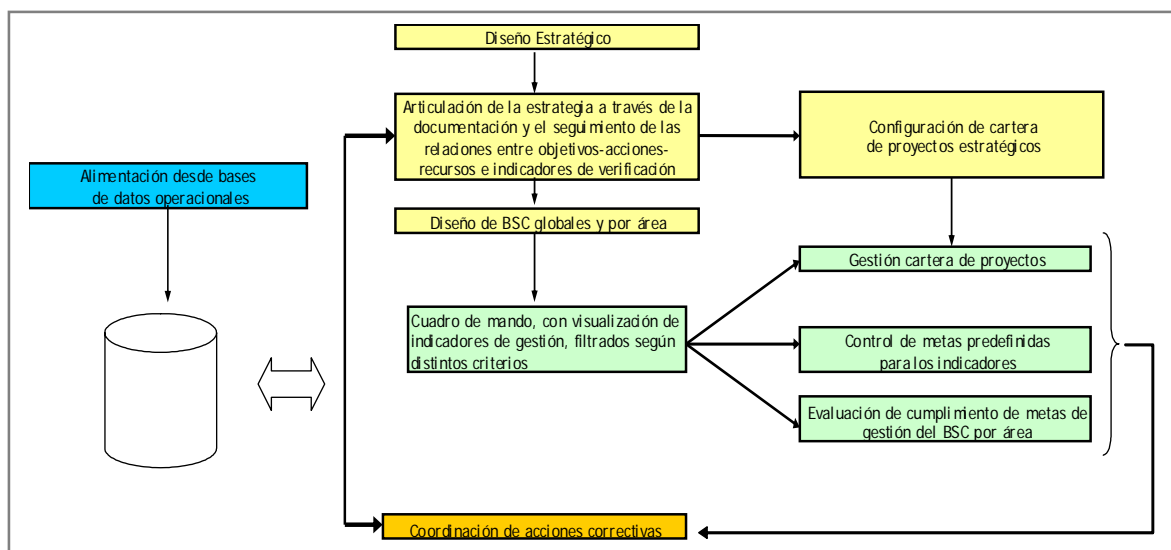 Diseño Estratégico
Articulación de la estrategia a través de la
documentación y el seguimiento de las
relaciones entre objetivos-acciones-
recursos e indicadores de verificación
Configuración de cartera
de proyectos estratégicos
Alimentación desde bases
de datos operacionales
Diseño de BSC globales y por área
Gestión cartera de proyectos
Cuadro de mando, con visualización de
indicadores de gestión, filtrados según
distintos criterios
Control de metas predefinidas
para los indicadores
Evaluación de cumplimiento de metas de
gestión del BSC por área
Coordinación de acciones correctivas